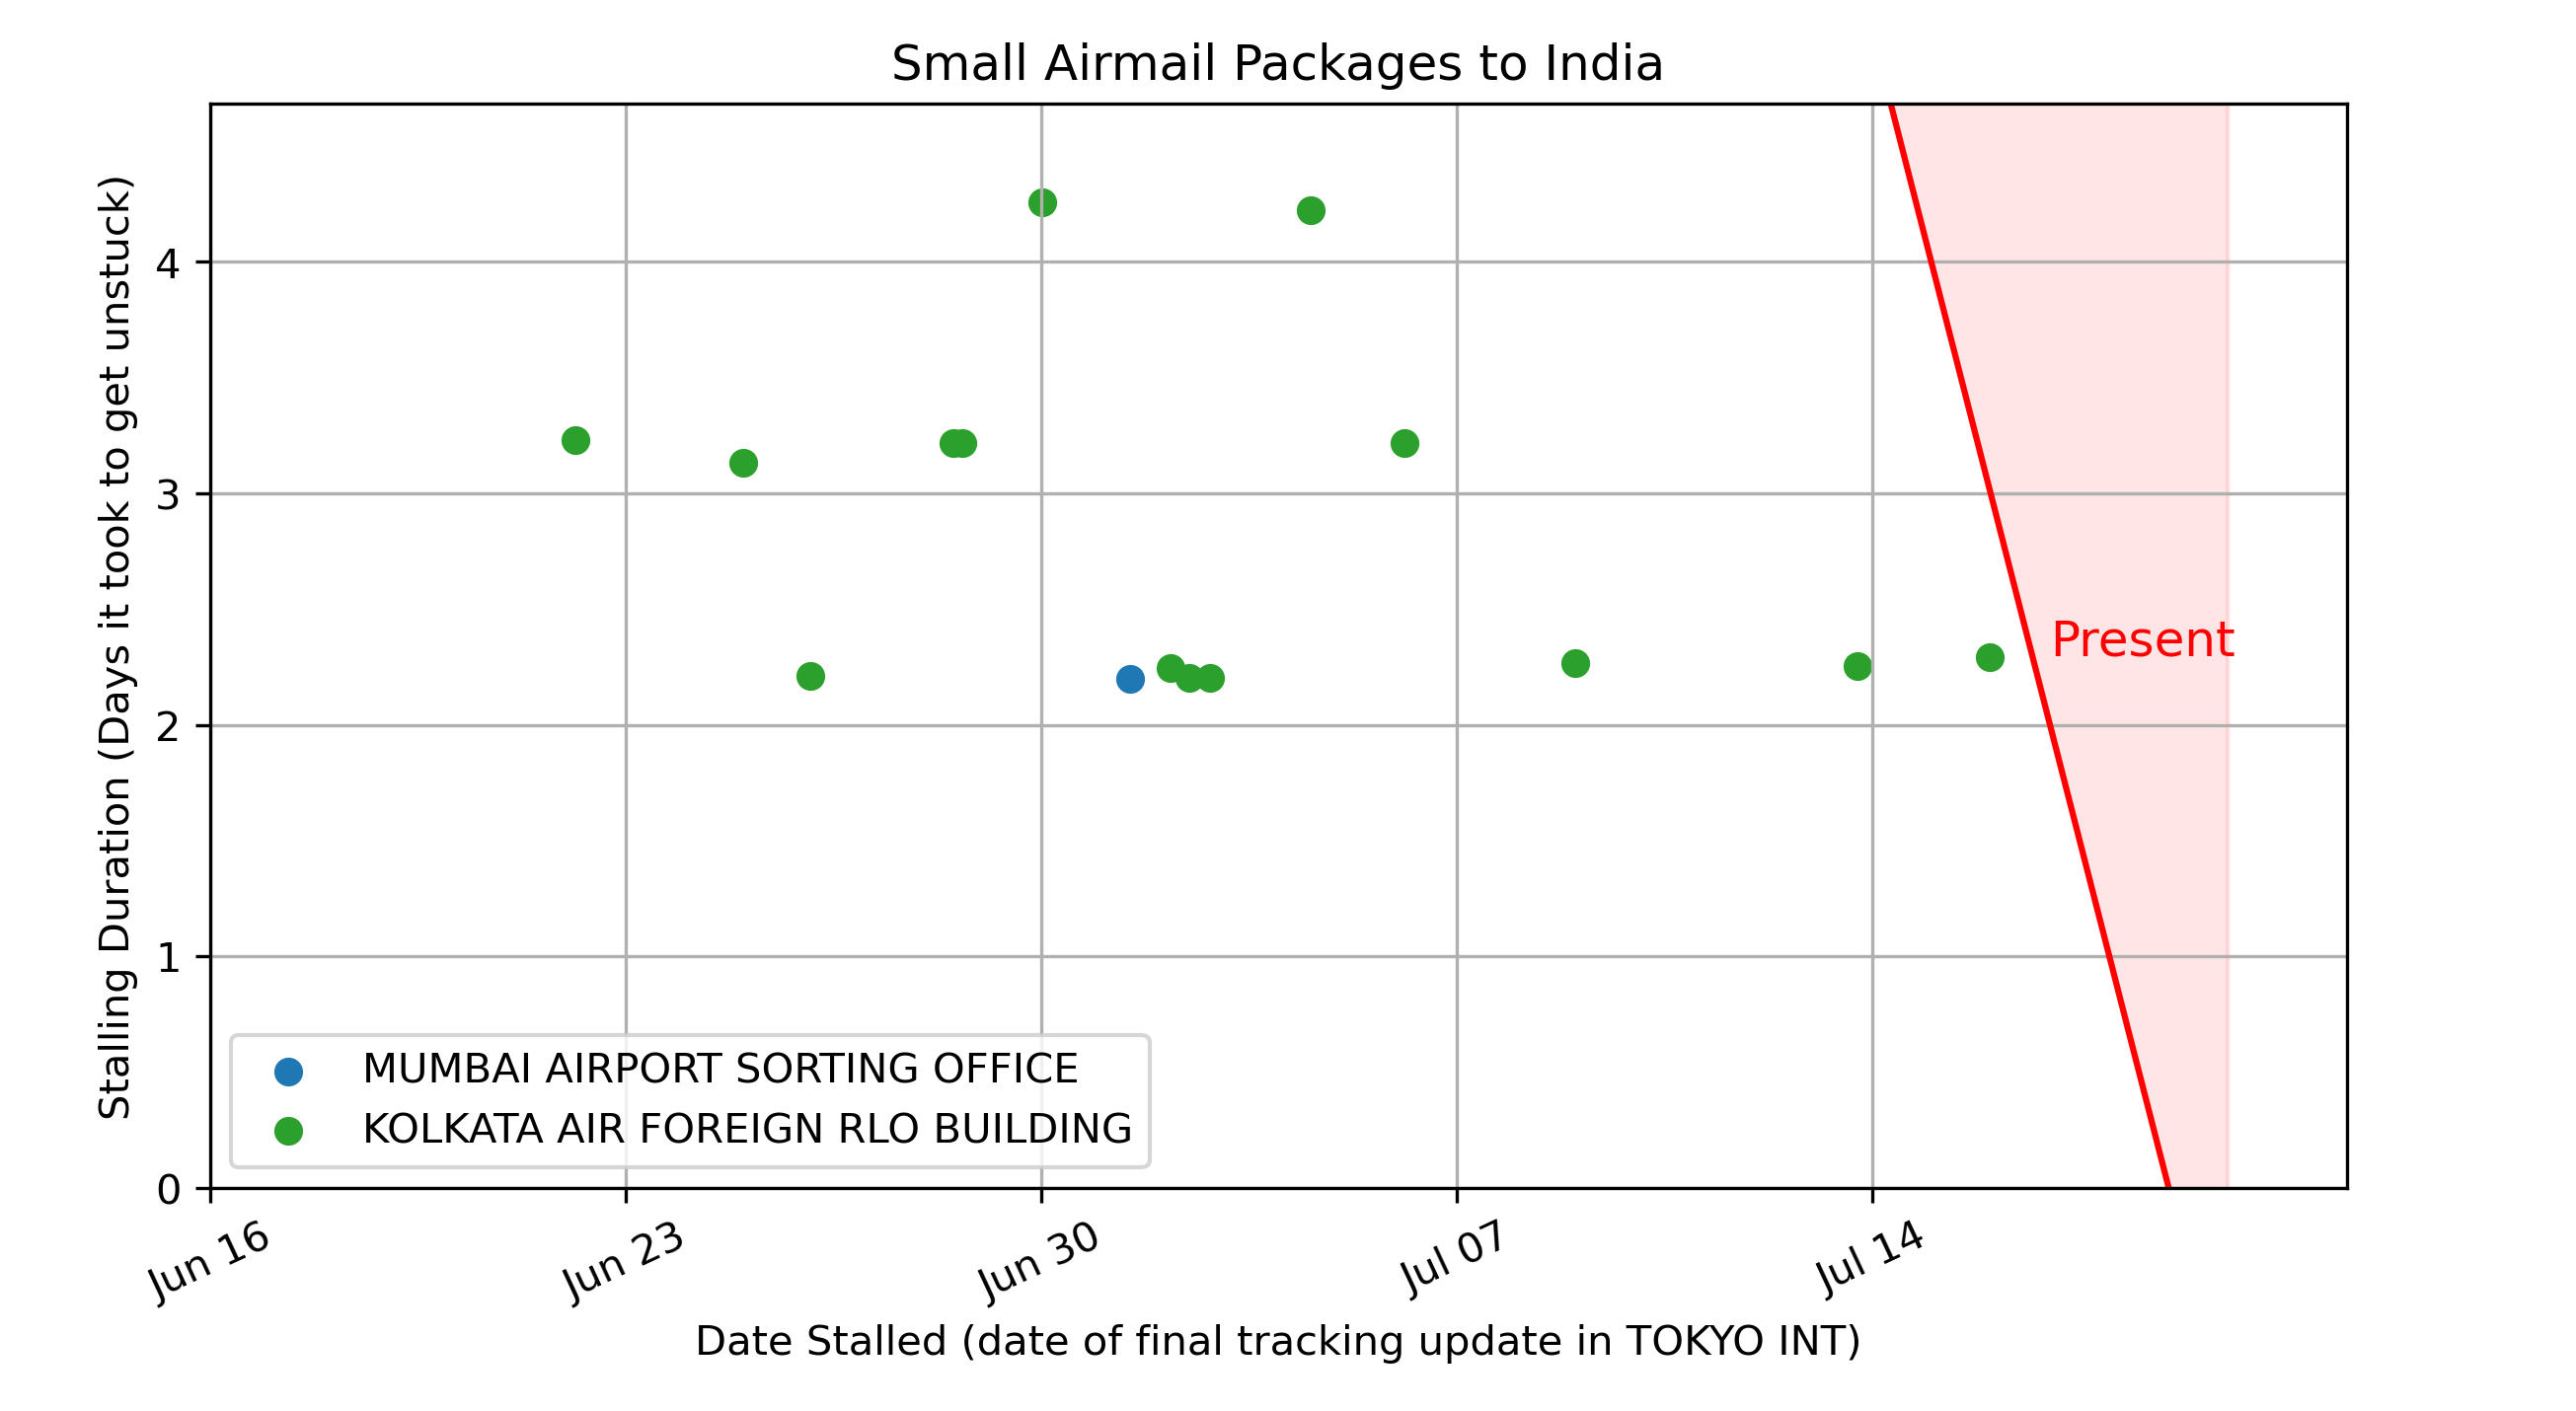 Small Airmail Packages to India
Stalling Duration (Days it took to get unstuck)
4
3
2
1
0
Present
MUMBAI AIRPORT SORTING OFFICE
KOLKATA AIR FOREIGN RLO BUILDING
Jun 16
Jun 23
Jun 30
Jul 07
Jul 14
Date Stalled (date of final tracking update in TOKYO INT)